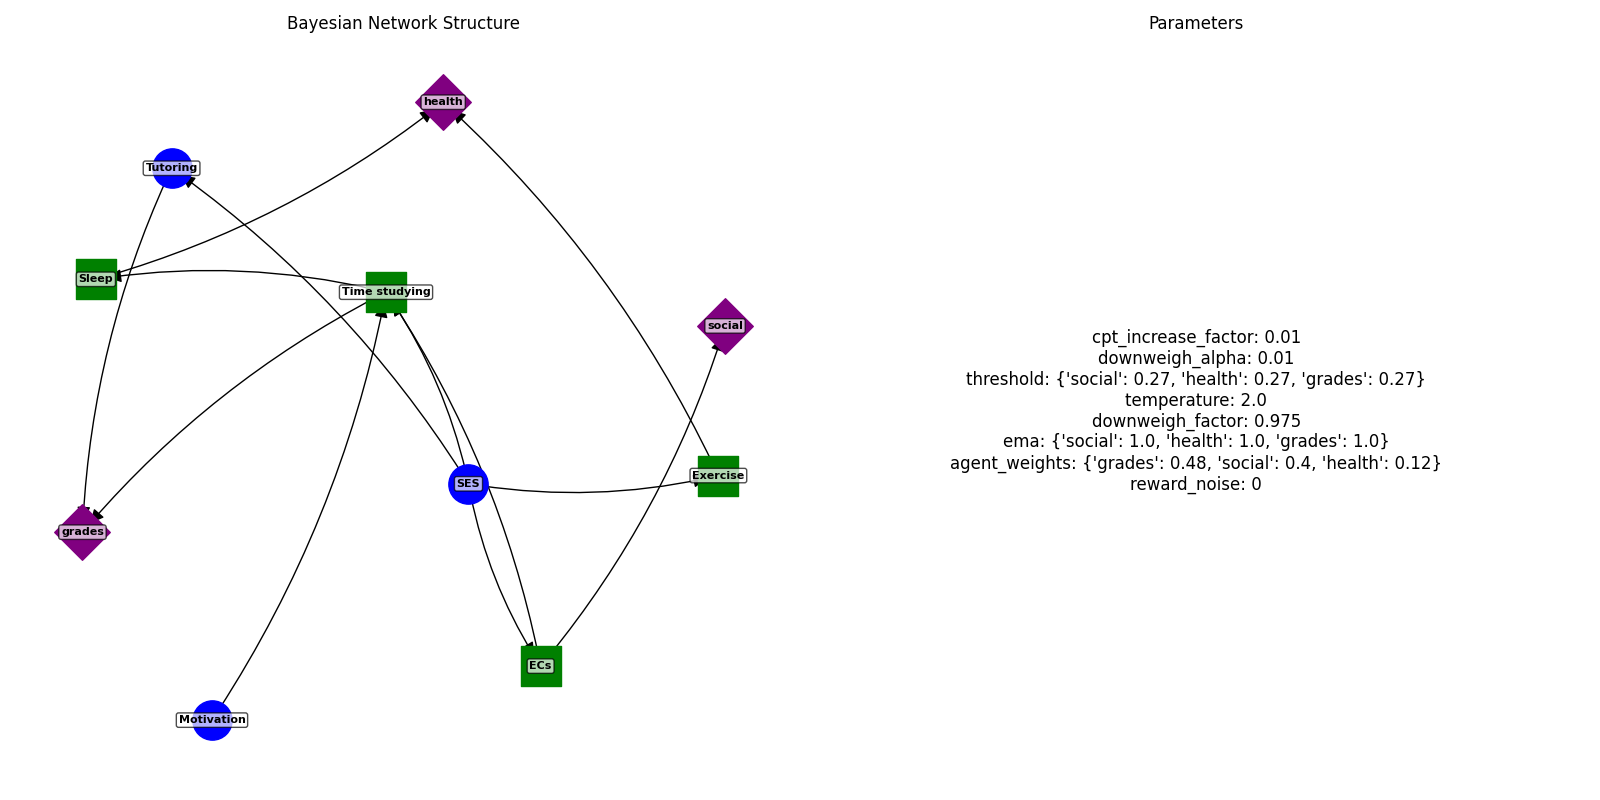 Bayesian Network Structure
Parameters
health
Tutoring
Sleep
Time studying
social
SES
Exercise
grades
ECs
Motivation
cpt_increase_factor: 0.01
downweigh_alpha: 0.01
threshold: {'social': 0.27, 'health': 0.27, 'grades': 0.27}
temperature: 2.0
downweigh_factor: 0.975
ema: {'social': 1.0, 'health': 1.0, 'grades': 1.0}
agent_weights: {'grades': 0.48, 'social': 0.4, 'health': 0.12}
reward_noise: 0